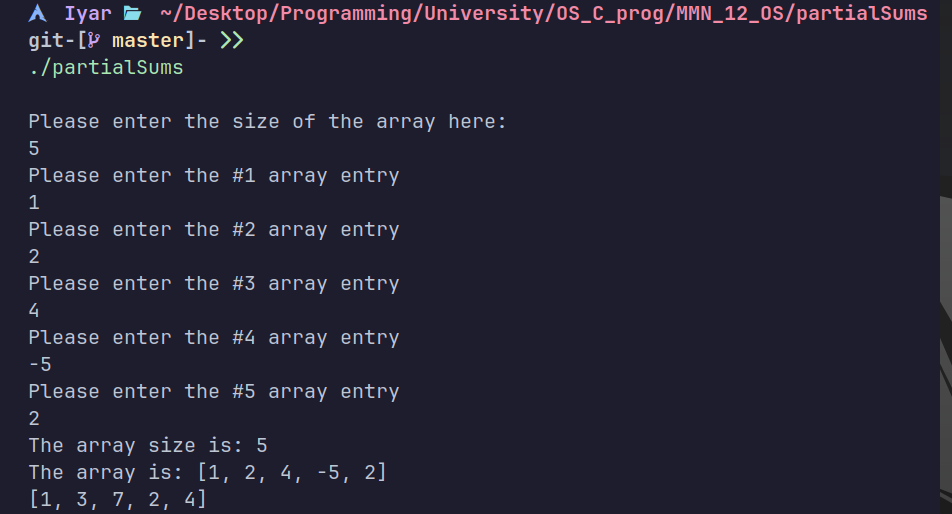 Iyar ~/Desktop/Programming/University/OS_C_prog/MMN_12_OS/partialSums
git-[ master]- >>
./partialSums
Please enter the size of the array here:
5
Please enter the #1 array entry
1
Please enter the #2 array entry
2
Please enter the #3 array entry
4
Please enter the #4 array entry
-5
Please enter the #5 array entry
2
The array size is: 5
The array is: [1, 2, 4, -5, 2]
[1, 3, 7, 2, 4]